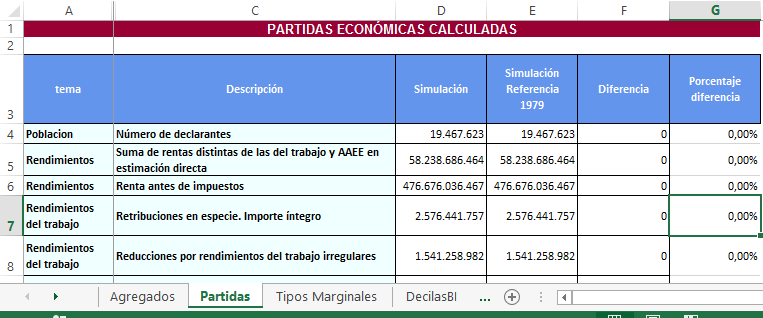 A C D E F G
1 PARTIDAS ECONÓMICAS CALCULADAS
2
3 tema Descripción Simulación Simulación Referencia 1979 Diferencia Porcentaje diferencia
4 Poblacion Número de declarantes 19.467.623 19.467.623 0 0,00%
5 Rendimientos Suma de rentas distintas de las del trabajo y AAEE en estimación directa 58.238.686.464 58.238.686.464 0 0,00%
6 Rendimientos Renta antes de impuestos 476.676.036.467 476.676.036.467 0 0,00%
7 Rendimientos del trabajo Retribuciones en especie. Importe íntegro 2.576.441.757 2.576.441.757 0 0,00%
8 Rendimientos del trabajo Reducciones por rendimientos del trabajo irregulares 1.541.258.982 1.541.258.982 0 0,00%
Agregados Partidas Tipos Marginales DecilasBI ...